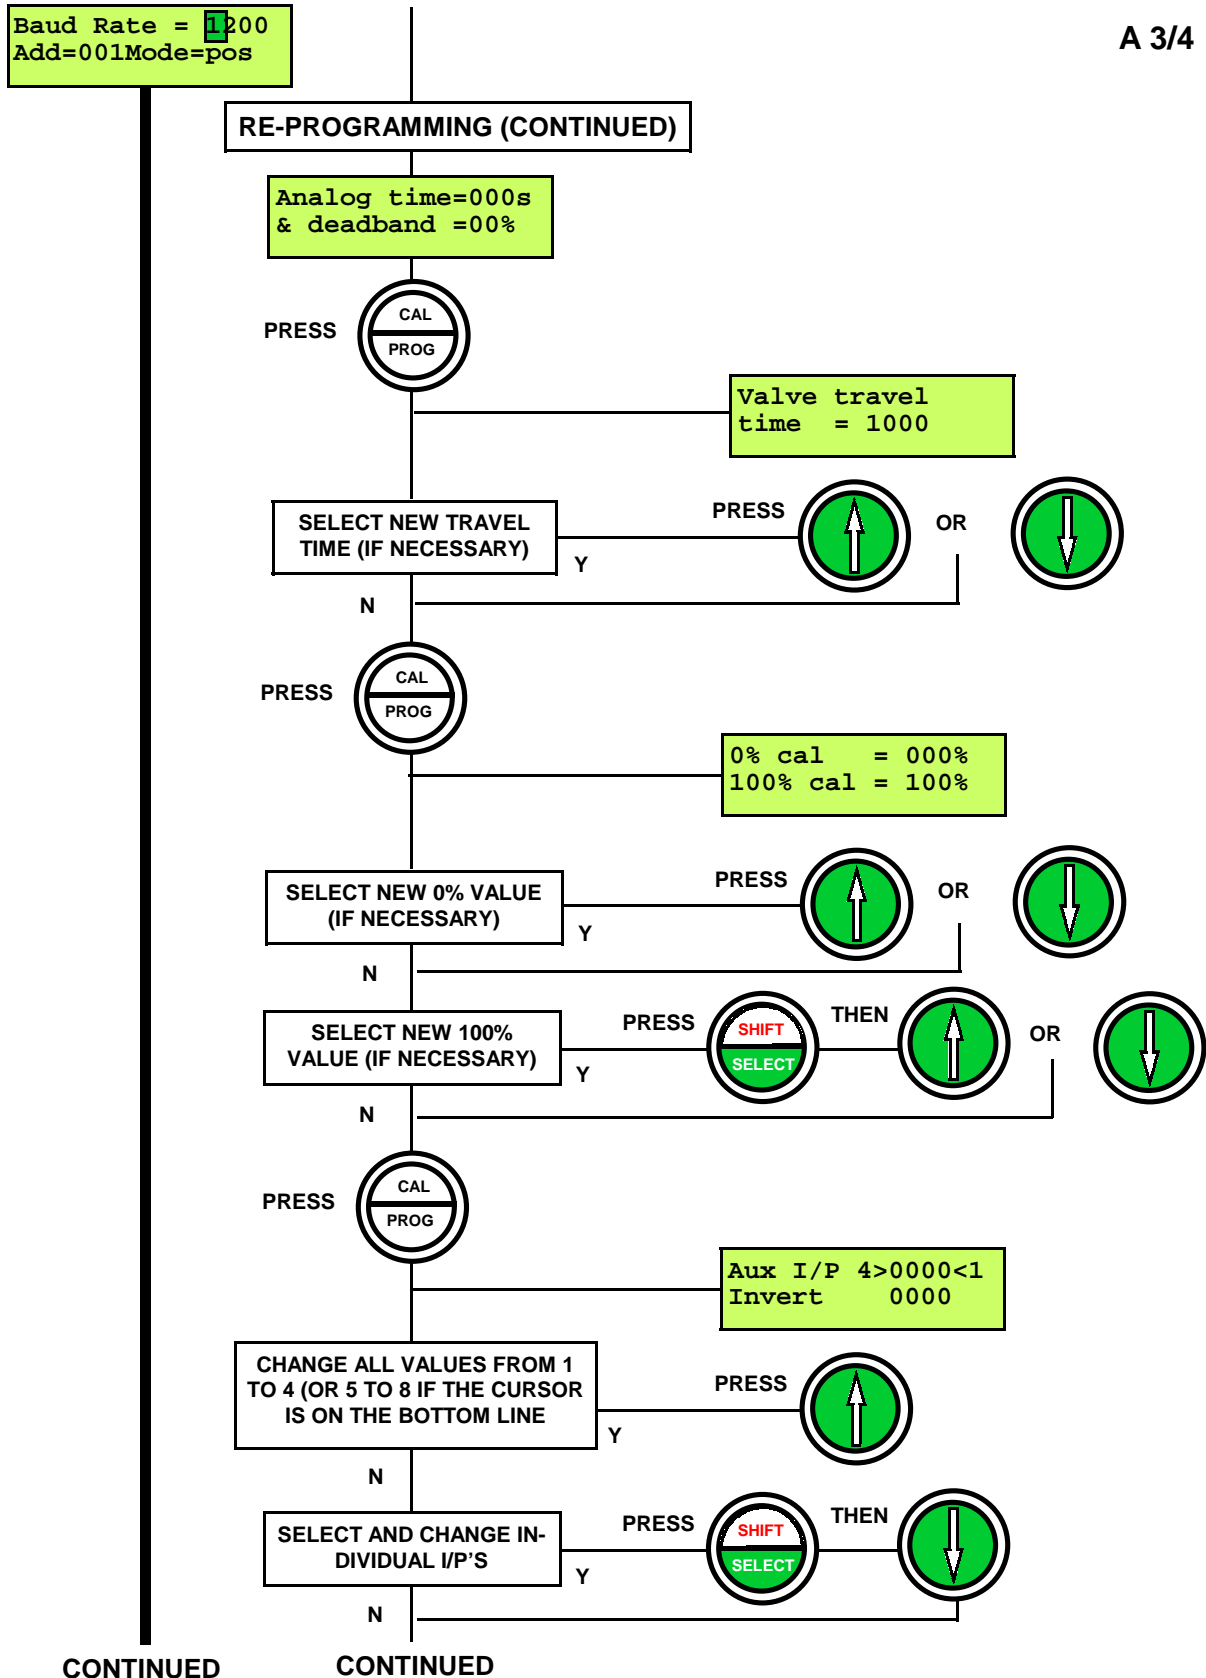 Baud Rate = 1200
Add=001Mode=pos
A 3/4
RE-PROGRAMMING (CONTINUED)
Analog time=000s
& deadband =00%
PRESS
CAL
PROG
Valve travel
time = 1000
SELECT NEW TRAVEL
TIME (IF NECESSARY)
Y
PRESS
OR
N
PRESS
CAL
PROG
0% cal = 000%
100% cal = 100%
SELECT NEW 0% VALUE
(IF NECESSARY)
Y
PRESS
OR
N
SELECT NEW 100%
VALUE (IF NECESSARY)
Y
PRESS
SHIFT
SELECT
THEN
OR
N
PRESS
CAL
PROG
Aux I/P 4>0000<1
Invert 0000
CHANGE ALL VALUES FROM 1
TO 4 (OR 5 TO 8 IF THE CURSOR
IS ON THE BOTTOM LINE
Y
PRESS
N
SELECT AND CHANGE IN-
DIVIDUAL I/P'S
Y
PRESS
SHIFT
SELECT
THEN
N
CONTINUED
CONTINUED